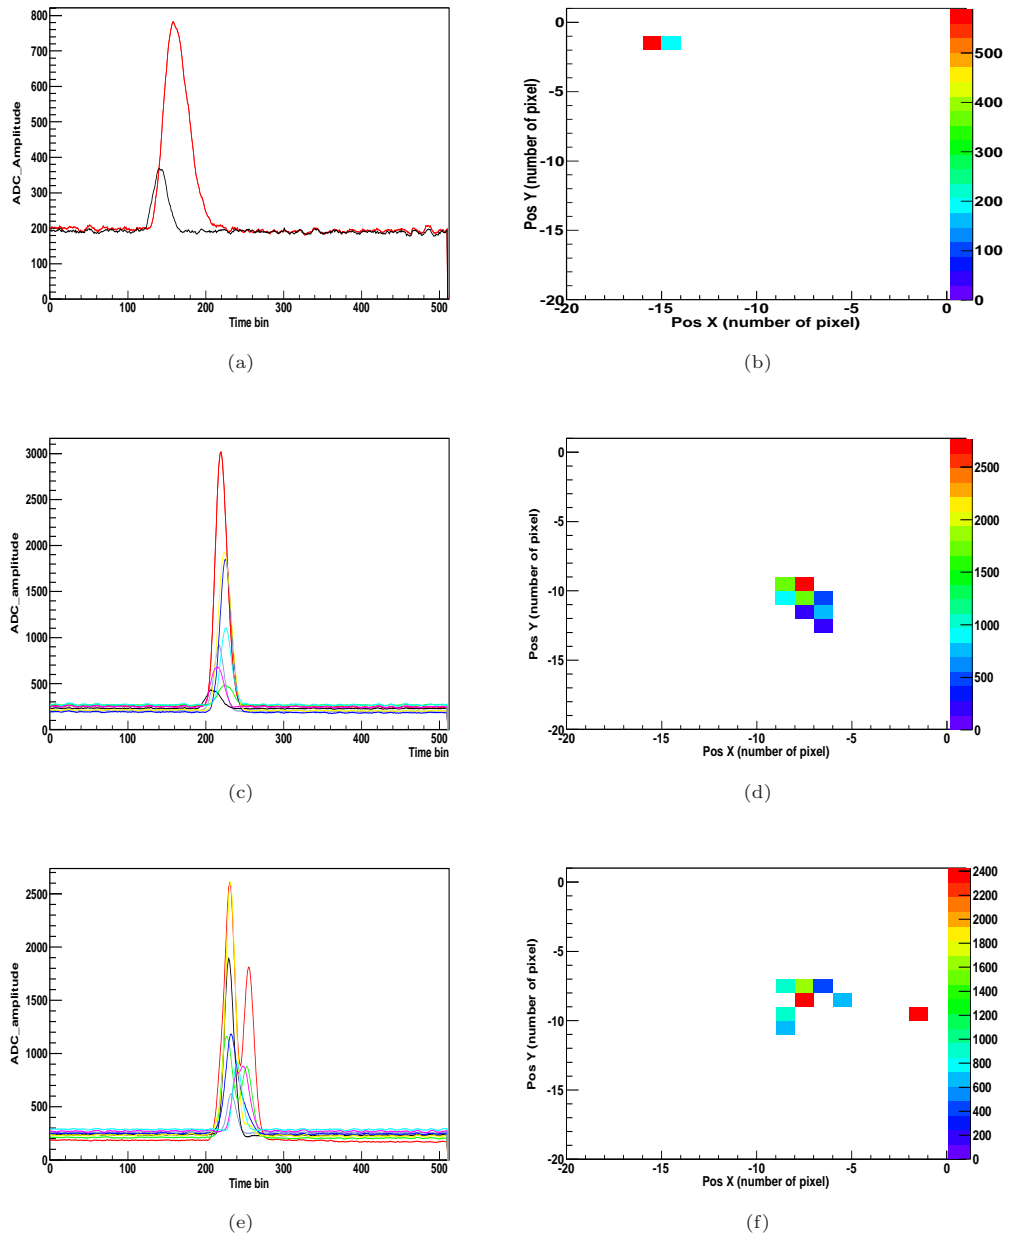 800
700
600
500
400
300
200
100
0
ADC_Amplitude
0 100 200 300 400 500
Time bin
(a)
0
-5
-10
-15
-20
Pos Y (number of pixel)
-20 -15 -10 -5 0
Pos X (number of pixel)
500
400
300
200
100
0
(b)
3000
2500
2000
1500
1000
500
0
ADC_amplitude
0 100 200 300 400 500
Time bin
(c)
0
-5
-10
-15
-20
Pos Y (number of pixel)
-20 -15 -10 -5 0
Pos X (number of pixel)
2500
2000
1500
1000
500
0
(d)
2500
2000
1500
1000
500
0
ADC_amplitude
0 100 200 300 400 500
Time bin
(e)
0
-5
-10
-15
-20
Pos Y (number of pixel)
-20 -15 -10 -5 0
Pos X (number of pixel)
2400
2200
2000
1800
1600
1400
1200
1000
800
600
400
200
0
(f)